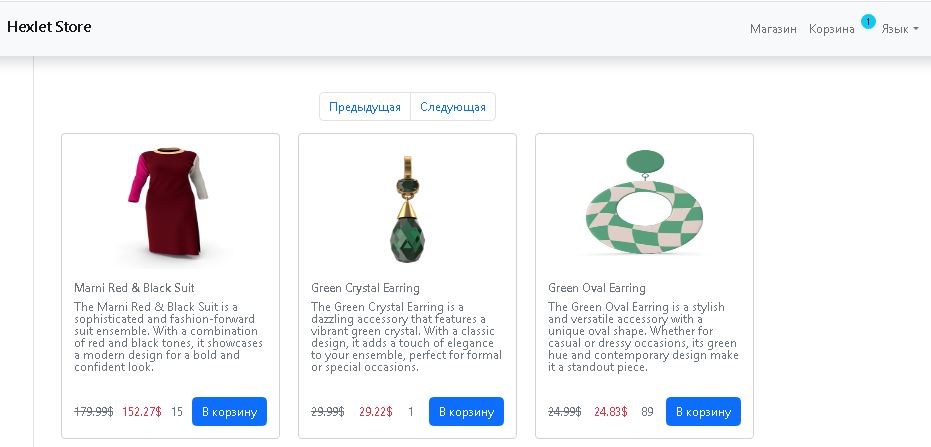 Hexlet Store
Магазин Корзина 1 Язык
Предыдущая Следующая
Marni Red & Black Suit
The Marni Red & Black Suit is a
sophisticated and fashion-forward
suit ensemble. With a combination
of red and black tones, it showcases
a modern design for a bold and
confident look.
179.99$ 152.27$ 15 В корзину
Green Crystal Earring
The Green Crystal Earring is a
dazzling accessory that features a
vibrant green crystal. With a classic
design, it adds a touch of elegance
to your ensemble, perfect for formal
or special occasions.
29.99$ 29.22$ 1 В корзину
Green Oval Earring
The Green Oval Earring is a stylish
and versatile accessory with a
unique oval shape. Whether for
casual or dressy occasions, its green
hue and contemporary design make
it a standout piece.
24.99$ 24.83$ 89 В корзину